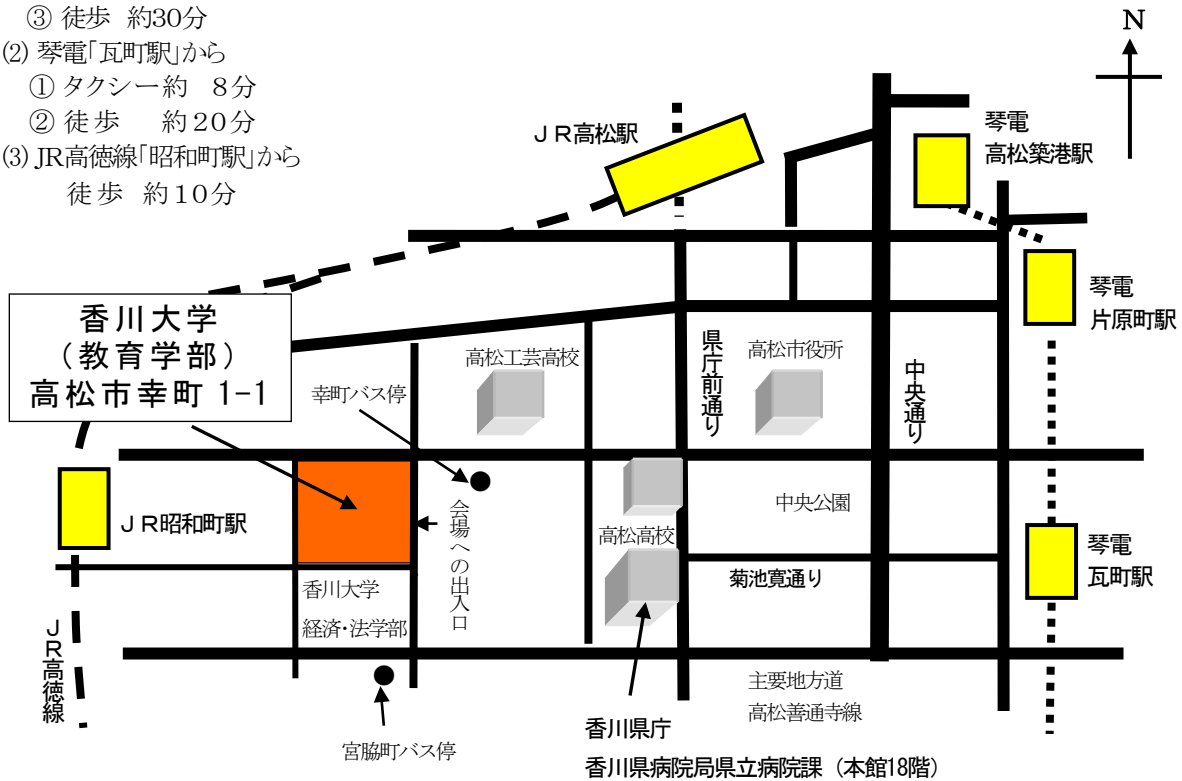 ③ 徒歩 約30分
⑵ 琴電「瓦町駅」から
① タクシー約 8分
② 徒歩 約20分
⑶ JR高徳線「昭和町駅」から
徒歩 約10分
N
JR高松駅
琴電
高松築港駅
琴電
片原町駅
香川大学
(教育学部)
高松市幸町 1-1
高松工芸高校
県庁前通り
高松市役所
中央通り
幸町バス停
JR昭和町駅
会場への出入口
高松高校
中央公園
菊池寛通り
琴電
瓦町駅
香川大学
経済・法学部
JR高徳線
宮脇町バス停
主要地方道
高松善通寺線
香川県庁
香川県病院局県立病院課(本館18階)